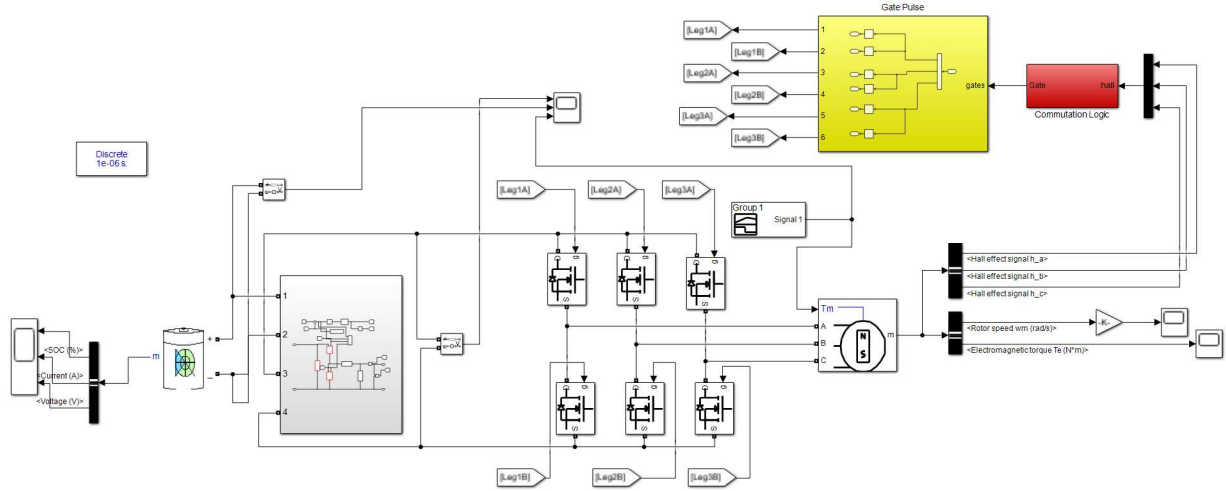 Gate Pulse
[Leg1A]
1
[Leg1B]
2
[Leg2A]
3
[Leg2B]
4
[Leg3A]
5
[Leg3B]
6
gates
Gate
hall
Commutation Logic
Discrete
1e-06 s.
[Leg1A]
[Leg2A]
[Leg3A]
Group 1
Signal 1
g
g
g
D
D
D
S
S
S
<Hall effect signal h_a>
<Hall effect signal h_b>
<Hall effect signal h_c>
1
2
3
4
+
−
m
<SOC (%)>
<Current (A)>
<Voltage (V)>
Tm
A
B
C
N
S
m
<Rotor speed wm (rad/s)>
-K-
<Electromagnetic torque Te (N*m)>
g
g
g
D
D
D
S
S
S
[Leg1B]
[Leg2B]
[Leg3B]